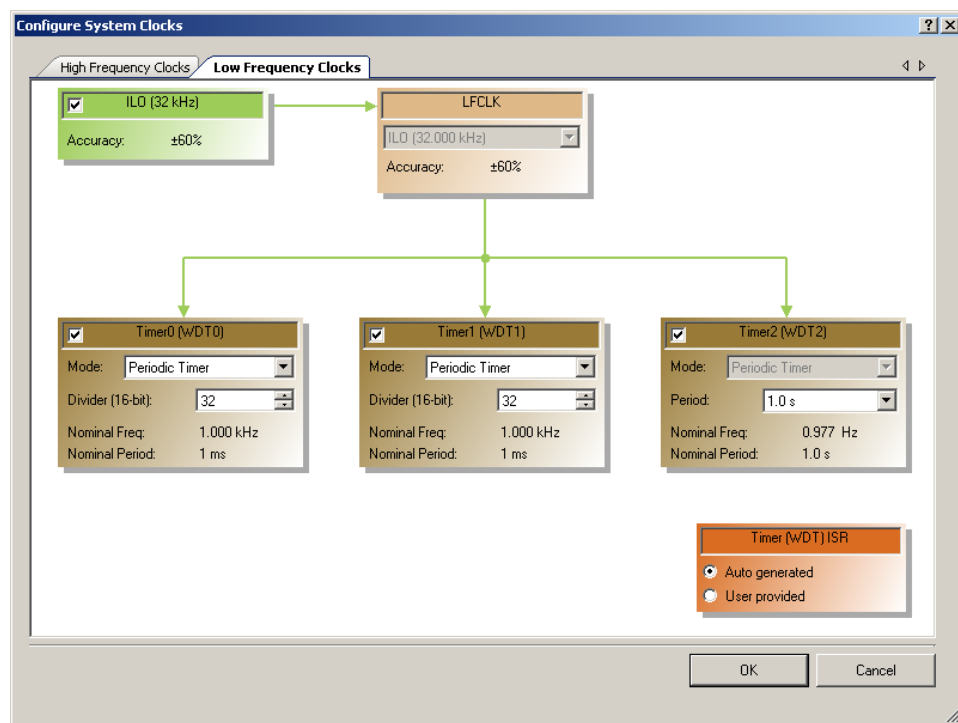 Configure System Clocks
High Frequency Clocks
Low Frequency Clocks
ILO (32 kHz)
Accuracy: ±60%
LFCLK
ILO (32.000 kHz)
Accuracy: ±60%
Timer0 (WDT0)
Mode: Periodic Timer
Divider (16-bit): 32
Nominal Freq: 1.000 kHz
Nominal Period: 1 ms
Timer1 (WDT1)
Mode: Periodic Timer
Divider (16-bit): 32
Nominal Freq: 1.000 kHz
Nominal Period: 1 ms
Timer2 (WDT2)
Mode: Periodic Timer
Period: 1.0 s
Nominal Freq: 0.977 Hz
Nominal Period: 1.0 s
Timer (WDT) ISR
Auto generated
User provided
OK
Cancel